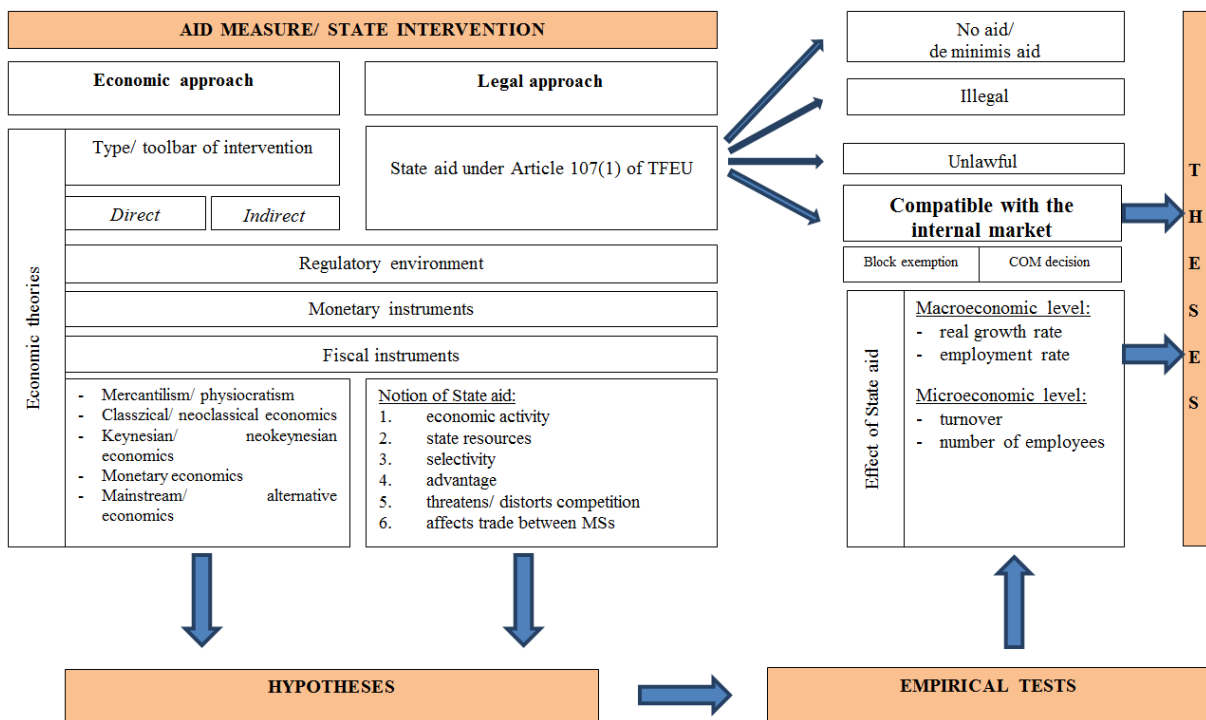 AID MEASURE/ STATE INTERVENTION
Economic approach
Legal approach
Economic theories
Type/ toolbar of intervention
Direct
Indirect
State aid under Article 107(1) of TFEU
Regulatory environment
Monetary instruments
Fiscal instruments
- Mercantilism/ physiocratism
- Classzical/ neoclassical economics
- Keynesian/ neokeynesian
economics
- Monetary economics
- Mainstream/ alternative
economics
Notion of State aid:
1. economic activity
2. state resources
3. selectivity
4. advantage
5. threatens/ distorts competition
6. affects trade between MSs
No aid/
de minimis aid
Illegal
Unlawful
Compatible with the
internal market
Block exemption
COM decision
Effect of State aid
Macroeconomic level:
- real growth rate
- employment rate
Microeconomic level:
- turnover
- number of employees
T
H
E
S
E
S
HYPOTHESES
EMPIRICAL TESTS